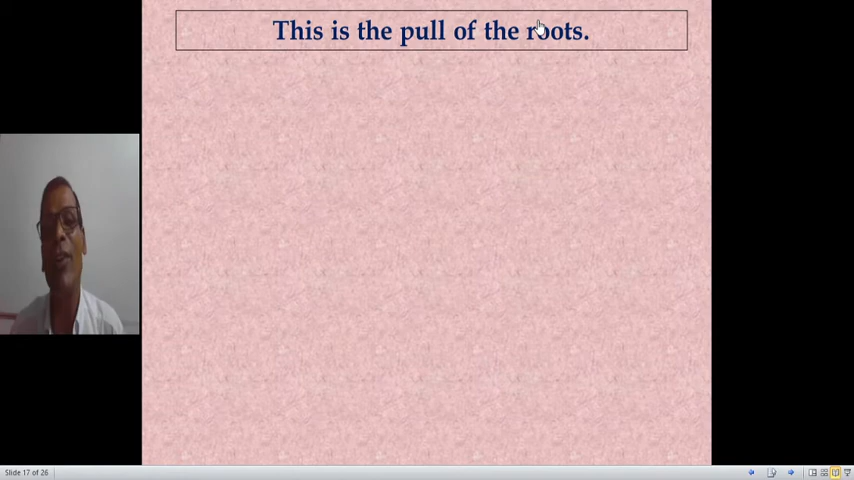 This is the pull of the roots.
Slide 17 of 26